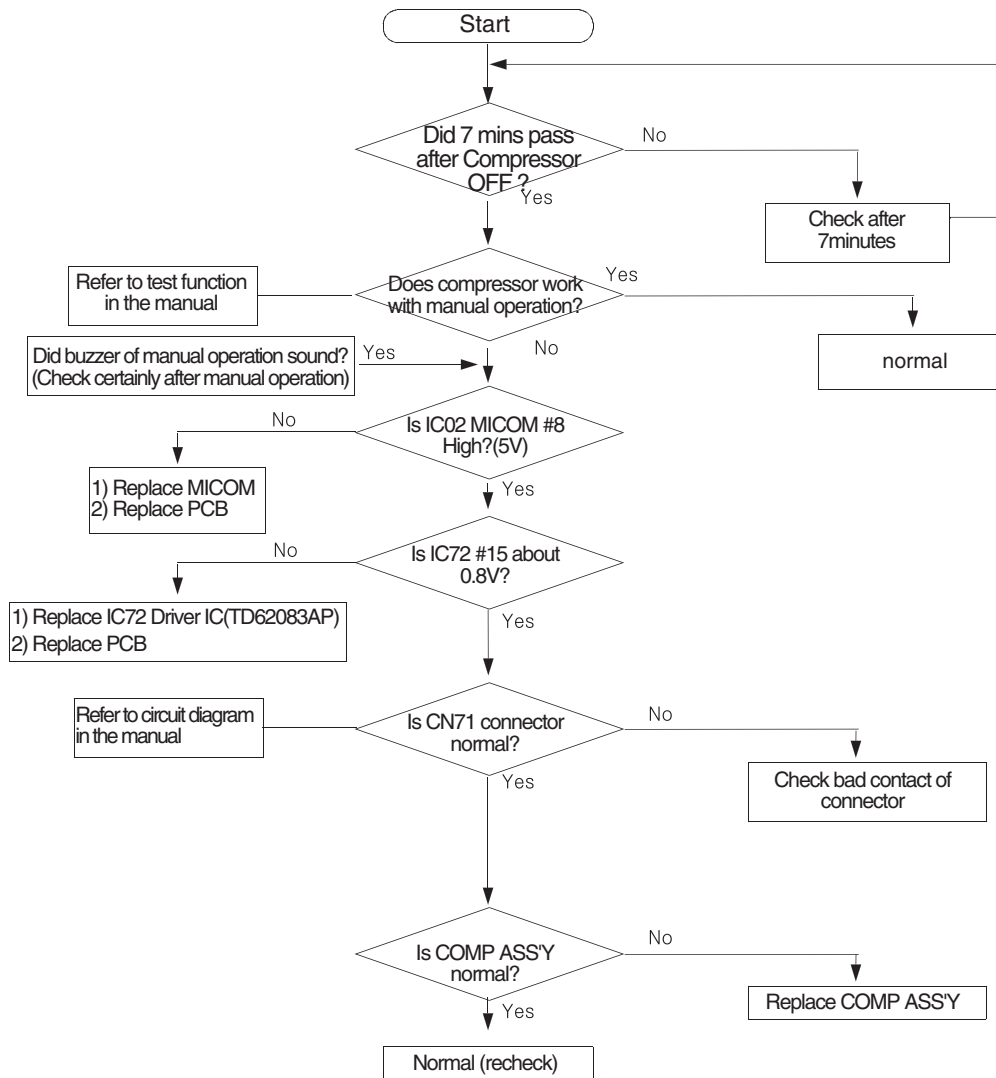 Start
Did 7 mins pass
after Compressor
OFF ?
No
Yes
Check after
7minutes
Refer to test function
in the manual
Does compressor work
with manual operation?
Yes
No
normal
Did buzzer of manual operation sound?
(Check certainly after manual operation)
Yes
Is IC02 MICOM #8
High?(5V)
No
Yes
1) Replace MICOM
2) Replace PCB
Is IC72 #15 about
0.8V?
No
Yes
1) Replace IC72 Driver IC(TD62083AP)
2) Replace PCB
Refer to circuit diagram
in the manual
Is CN71 connector
normal?
No
Yes
Check bad contact of
connector
Is COMP ASS'Y
normal?
No
Yes
Replace COMP ASS'Y
Normal (recheck)